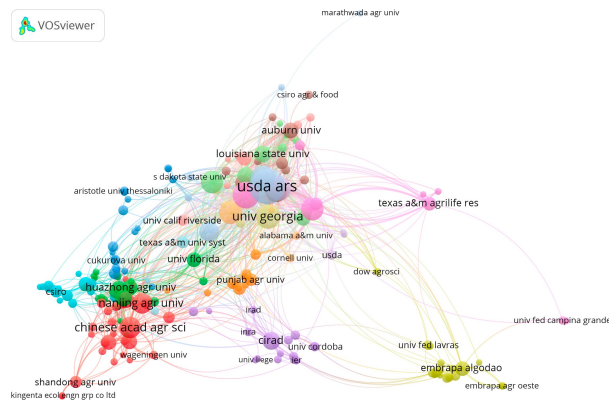 VOSviewer
marathwada agr univ
csiro agr & food
auburn univ
louisiana state univ
s dakota state univ
usda ars
aristotle univ thessaloniki
texas a&m agrilife res
univ calif riverside
univ georgia
alabama a&m univ
texas a&m univ syst
usda
cukurova univ
univ florida
cornell univ
dow agrosci
punjab agr univ
huazhong agr univ
csiro
nanjing agr univ
irad
univ fed campina grande
chinese acad agr sci
inra
cirad
univ cordoba
univ fed lavras
wageningen univ
univ liege
ier
embrapa algodao
shandong agr univ
embrapa agr oeste
kingenta ecol engn grp co ltd